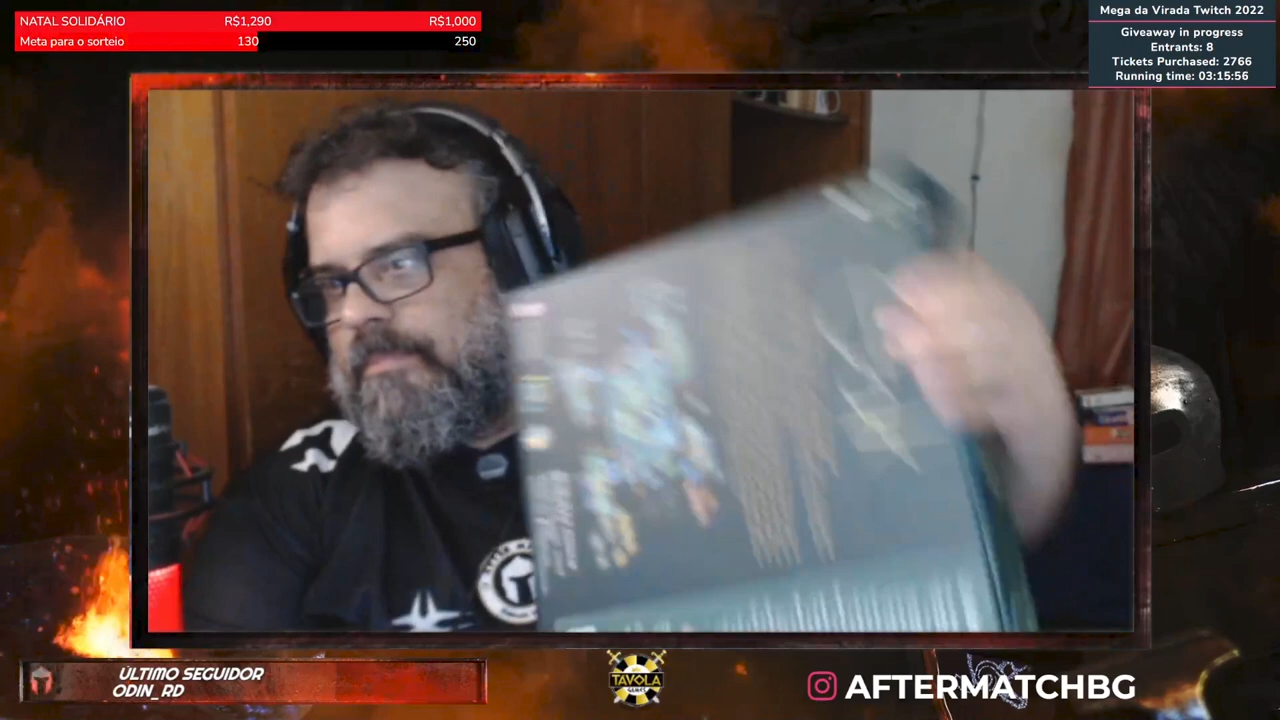 NATAL SOLIDÁRIO R$1,290 R$1,000
Meta para o sorteio 130 250
Mega da Virada Twitch 2022
Giveaway in progress
Entrants: 8
Tickets Purchased: 2766
Running time: 03:15:56
ÚLTIMO SEGUIDOR
ODIN_RD
TAVOLA
GAMES
AFTERMATCHBG